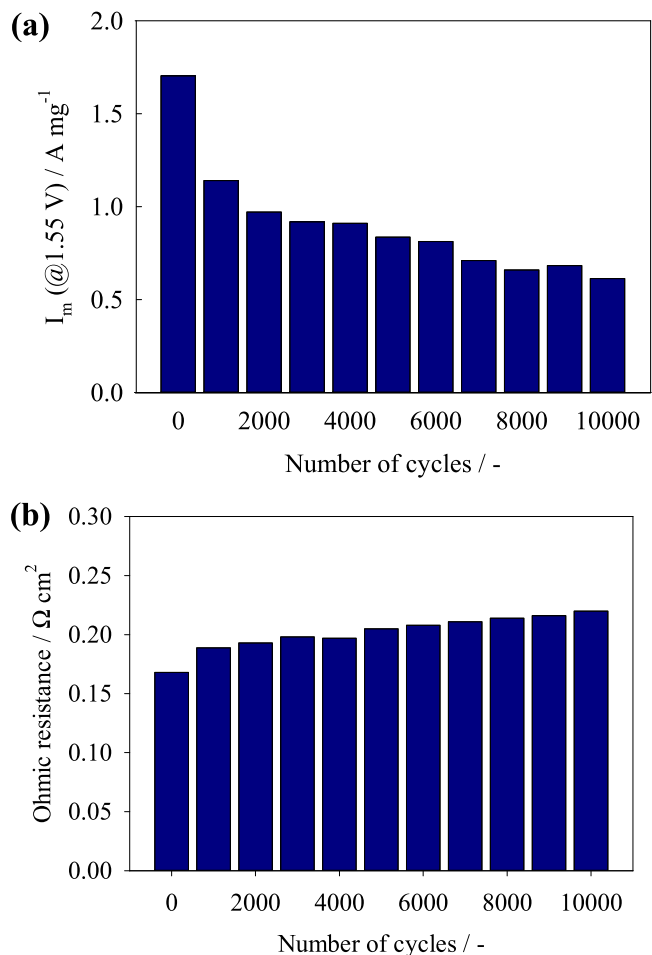 (a)
I_m (@1.55 V) / A mg^-1
2.0
1.5
1.0
0.5
0.0
0 2000 4000 6000 8000 10000
Number of cycles / -
(b)
Ohmic resistance / Ω cm^2
0.30
0.25
0.20
0.15
0.10
0.05
0.00
0 2000 4000 6000 8000 10000
Number of cycles / -